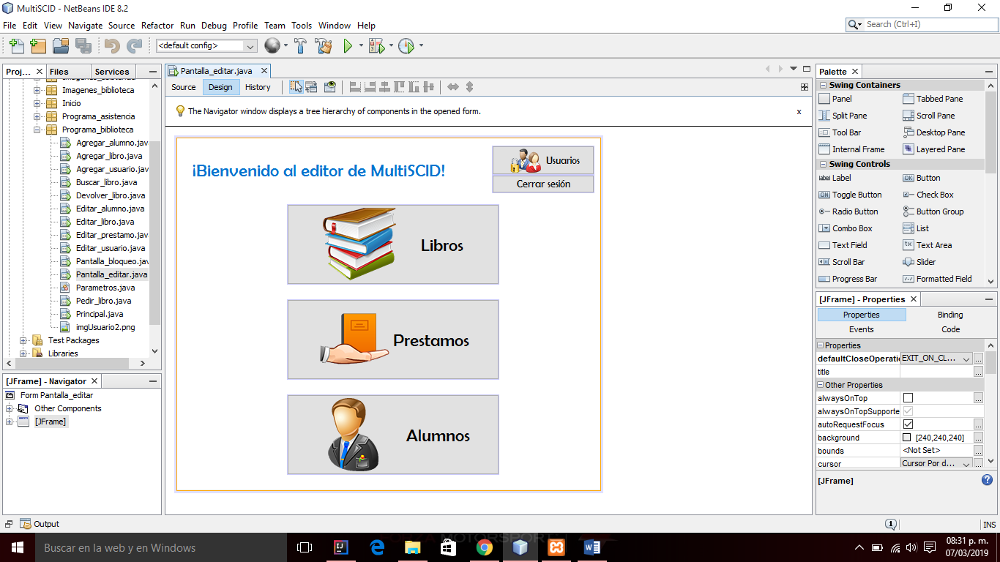 MultiSCID - NetBeans IDE 8.2
File Edit View Navigate Source Refactor Run Debug Profile Team Tools Window Help
Search (Ctrl+I)
<default config>
Proj... Files Services
Imagenes_biblioteca
Inicio
Programa_asistencia
Programa_biblioteca
Agregar_alumno.jav
Agregar_libro.java
Agregar_usuario.java
Buscar_libro.java
Devolver_libro.java
Editar_alumno.java
Editar_libro.java
Editar_prestamo.java
Editar_usuario.java
Pantalla_bloqueo.jav
Pantalla_editar.java
Parametros.java
Pedir_libro.java
Principal.java
imgUsuario2.png
Test Packages
Libraries
[JFrame] - Navigator
Form Pantalla_editar
Other Components
[JFrame]
Pantalla_editar.java
Source Design History
The Navigator window displays a tree hierarchy of components in the opened form. x
¡Bienvenido al editor de MultiSCID!
Usuarios
Cerrar sesión
Libros
Prestamos
Alumnos
Palette
Swing Containers
Panel Tabbed Pane
Split Pane Scroll Pane
Tool Bar Desktop Pane
Internal Frame Layered Pane
Swing Controls
label Label OK Button
ON Toggle Button Check Box
Radio Button Button Group
Combo Box List
Text Field Text Area
Scroll Bar Slider
Progress Bar Formatted Field
[JFrame] - Properties
Properties Binding
Events Code
Properties
defaultCloseOperati EXIT_ON_CL... ...
title ...
Other Properties
alwaysOnTop ...
alwaysOnTopSupporte
autoRequestFocus ...
background [240,240,240] ...
bounds <Not Set> ...
cursor Cursor Por d... ...
[JFrame]
Output
1 INS
Buscar en la web y en Windows
MOTORSPORT
08:31 p. m.
07/03/2019